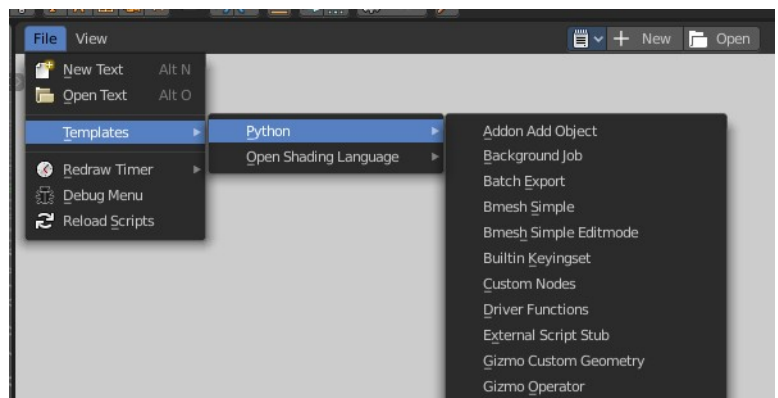 File View
New Open
New Text Alt N
Open Text Alt O
Templates
Redraw Timer
Debug Menu
Reload Scripts
Python
Open Shading Language
Addon Add Object
Background Job
Batch Export
Bmesh Simple
Bmesh Simple Editmode
Builtin Keyingset
Custom Nodes
Driver Functions
External Script Stub
Gizmo Custom Geometry
Gizmo Operator